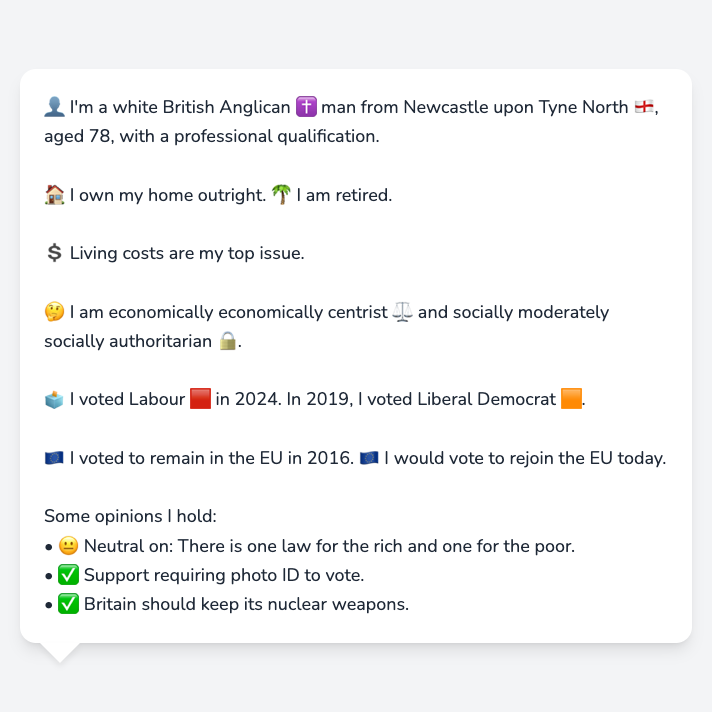 👤 I'm a white British Anglican ✝️ man from Newcastle upon Tyne North 🏴󠁧󠁢󠁥󠁮󠁧󠁿,
aged 78, with a professional qualification.
🏠 I own my home outright. 🌴 I am retired.
💲 Living costs are my top issue.
🤔 I am economically economically centrist ⚖️ and socially moderately
socially authoritarian 🔒.
🗳️ I voted Labour 🟥 in 2024. In 2019, I voted Liberal Democrat 🟧.
🇪🇺 I voted to remain in the EU in 2016. 🇪🇺 I would vote to rejoin the EU today.
Some opinions I hold:
• 😐 Neutral on: There is one law for the rich and one for the poor.
• ✅ Support requiring photo ID to vote.
• ✅ Britain should keep its nuclear weapons.